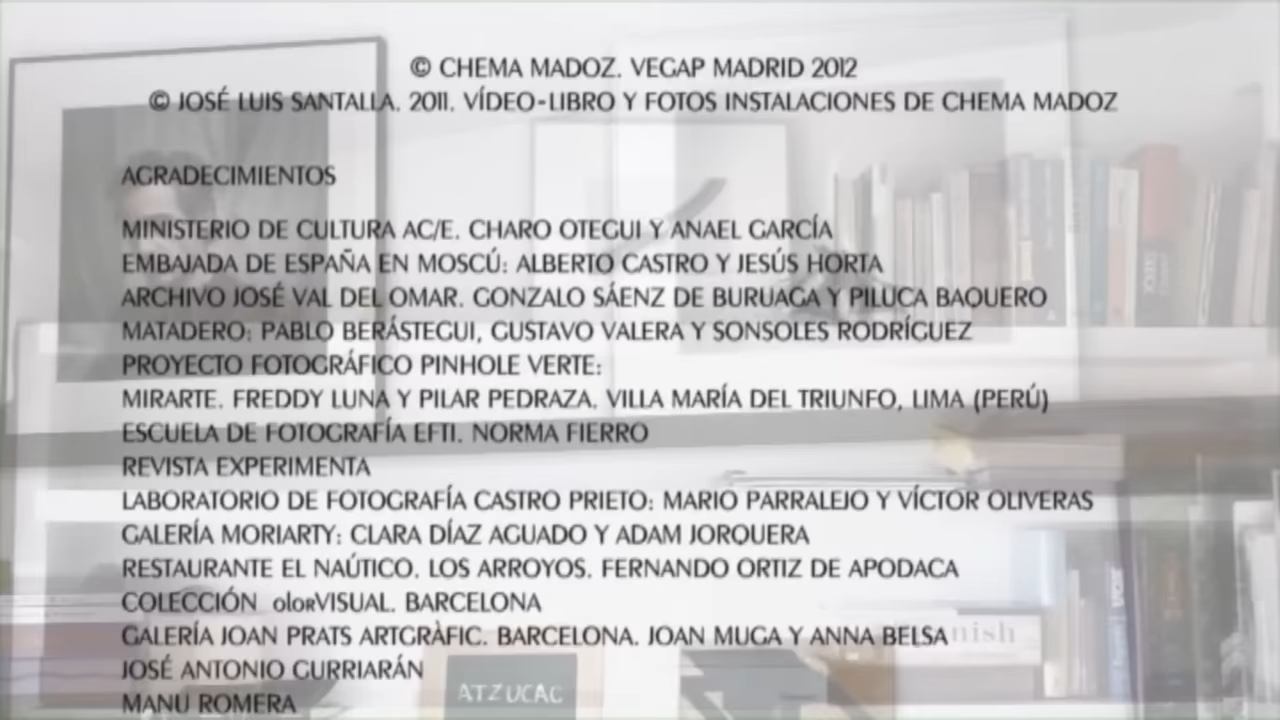 © CHEMA MADOZ. VEGAP MADRID 2012
© JOSÉ LUIS SANTALLA. 2011. VÍDEO-LIBRO Y FOTOS INSTALACIONES DE CHEMA MADOZ
AGRADECIMIENTOS
MINISTERIO DE CULTURA AC/E. CHARO OTEGUI Y ANAEL GARCÍA
EMBAJADA DE ESPAÑA EN MOSCÚ: ALBERTO CASTRO Y JESÚS HORTA
ARCHIVO JOSÉ VAL DEL OMAR. GONZALO SÁENZ DE BURUAGA Y PILUCA BAQUERO
MATADERO: PABLO BERÁSTEGUI, GUSTAVO VALERA Y SONSOLES RODRÍGUEZ
PROYECTO FOTOGRÁFICO PINHOLE VERTE:
MIRARTE. FREDDY LUNA Y PILAR PEDRAZA. VILLA MARÍA DEL TRIUNFO, LIMA (PERÚ)
ESCUELA DE FOTOGRAFÍA EFTI. NORMA FIERRO
REVISTA EXPERIMENTA
LABORATORIO DE FOTOGRAFÍA CASTRO PRIETO: MARIO PARRALEJO Y VÍCTOR OLIVERAS
GALERÍA MORIARTY: CLARA DÍAZ AGUADO Y ADAM JORQUERA
RESTAURANTE EL NAÚTICO. LOS ARROYOS. FERNANDO ORTIZ DE APODACA
COLECCIÓN olorVISUAL. BARCELONA
GALERÍA JOAN PRATS ARTGRÀFIC. BARCELONA. JOAN MUGA Y ANNA BELSA
JOSÉ ANTONIO GURRIARÁN
MANU ROMERA
ATZUCAC